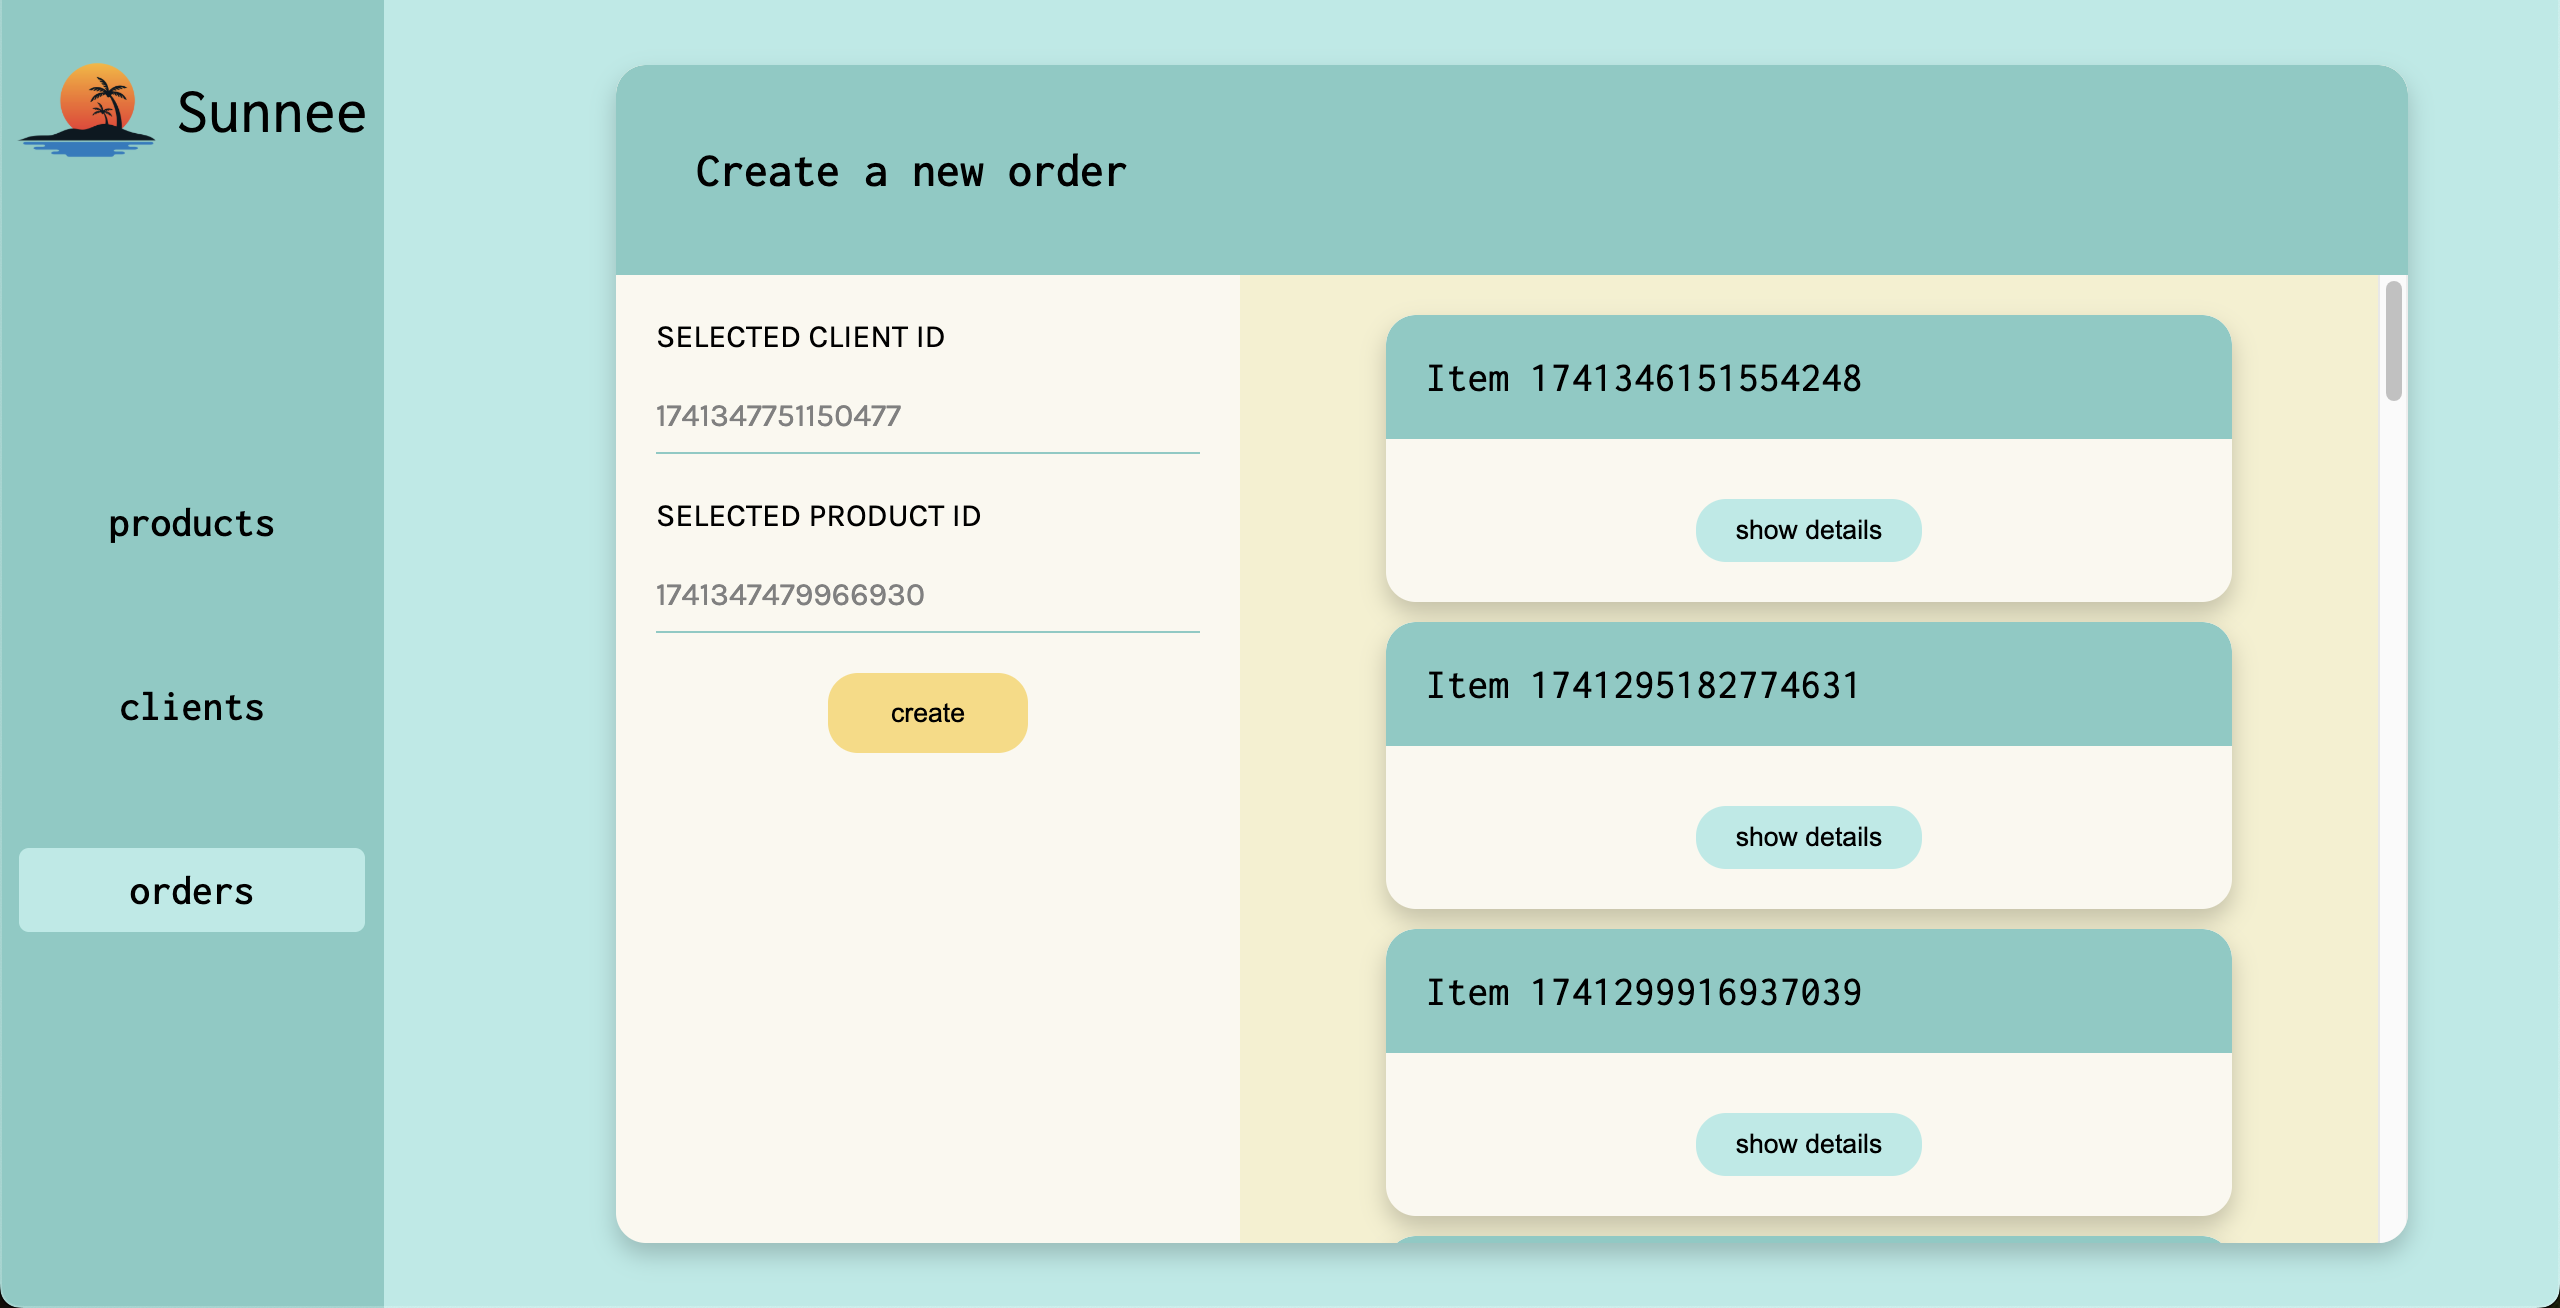 Sunnee
products
clients
orders
Create a new order
SELECTED CLIENT ID
1741347751150477
SELECTED PRODUCT ID
1741347479966930
create
Item 1741346151554248
show details
Item 1741295182774631
show details
Item 1741299916937039
show details